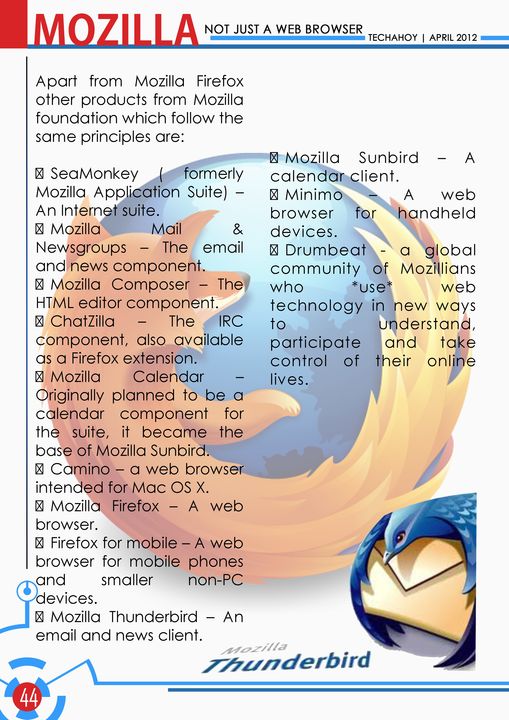 MOZILLA NOT JUST A WEB BROWSER
TECHAHOY | APRIL 2012
Apart from Mozilla Firefox
other products from Mozilla
foundation which follow the
same principles are:
SeaMonkey ( formerly
Mozilla Application Suite) –
An Internet suite.
Mozilla Mail &
Newsgroups – The email
and news component.
Mozilla Composer – The
HTML editor component.
ChatZilla – The IRC
component, also available
as a Firefox extension.
Mozilla Calendar –
Originally planned to be a
calendar component for
the suite, it became the
base of Mozilla Sunbird.
Camino – a web browser
intended for Mac OS X.
Mozilla Firefox – A web
browser.
Firefox for mobile – A web
browser for mobile phones
and smaller non-PC
devices.
Mozilla Thunderbird – An
email and news client.
Mozilla Sunbird – A
calendar client.
Minimo – A web
browser for handheld
devices.
Drumbeat - a global
community of Mozillians
who *use* web
technology in new ways
to understand,
participate and take
control of their online
lives.
Mozilla
Thunderbird
44